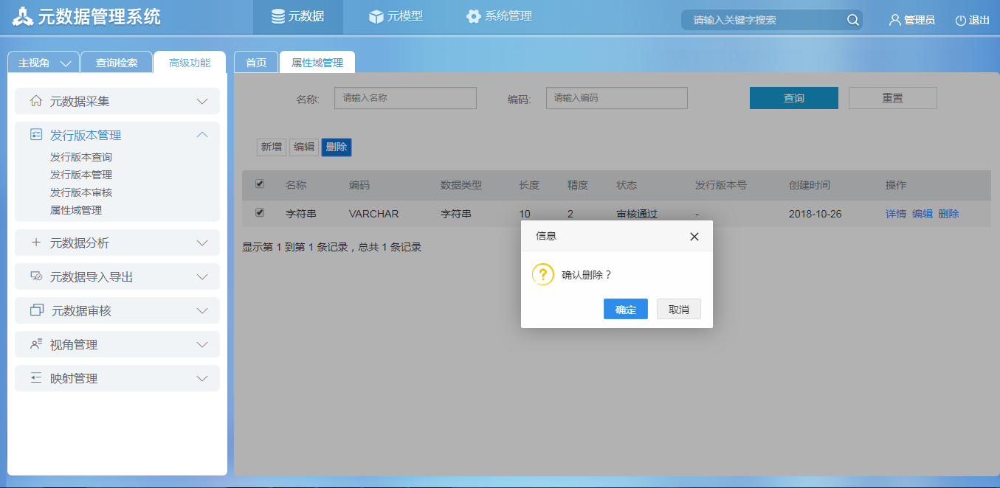 元数据管理系统 元数据 元模型 系统管理 请输入关键字搜索 管理员 退出
主视角 查询检索 高级功能 首页 属性域管理
元数据采集
发行版本管理
发行版本查询
发行版本管理
发行版本审核
属性域管理
元数据分析
元数据导入导出
元数据审核
视角管理
映射管理
名称: 请输入名称 编码: 请输入编码 查询 重置
新增 编辑 删除
名称 编码 数据类型 长度 精度 状态 发行版本号 创建时间 操作
字符串 VARCHAR 字符串 10 2 审核通过 - 2018-10-26 详情 编辑 删除
显示第 1 到第 1 条记录，总共 1 条记录
信息
确认删除？
确定 取消